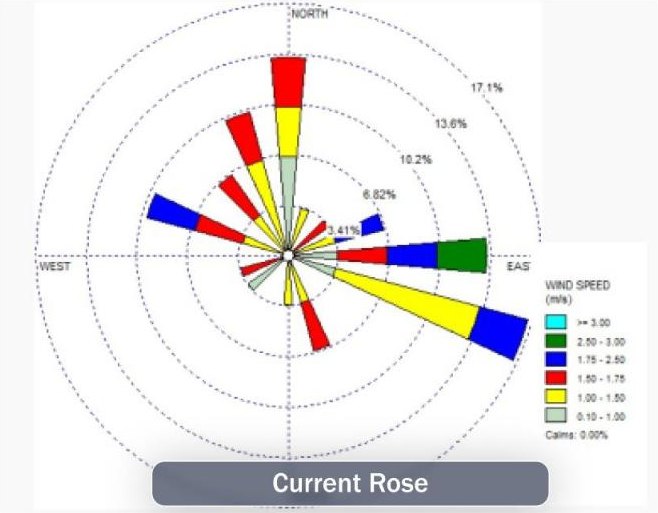 NORTH
17.1%
13.6%
10.2%
6.82%
3.41%
WEST
EAS
WIND SPEED
(m/s)
>= 3.00
2.50 - 3.00
1.75 - 2.50
1.50 - 1.75
1.00 - 1.50
0.10 - 1.00
Calms: 0.00%
Current Rose